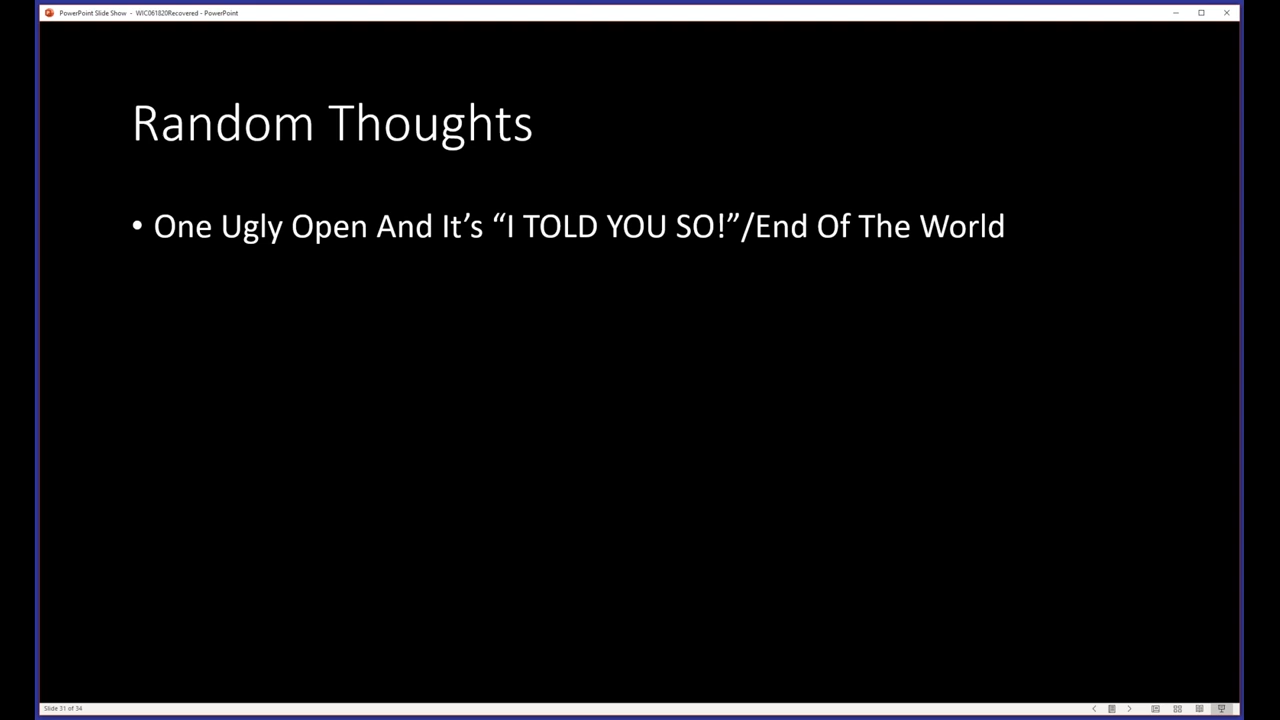 PowerPoint Slide Show - WIC061820Recovered - PowerPoint
Random Thoughts
• One Ugly Open And It’s “I TOLD YOU SO!”/End Of The World
Slide 31 of 34